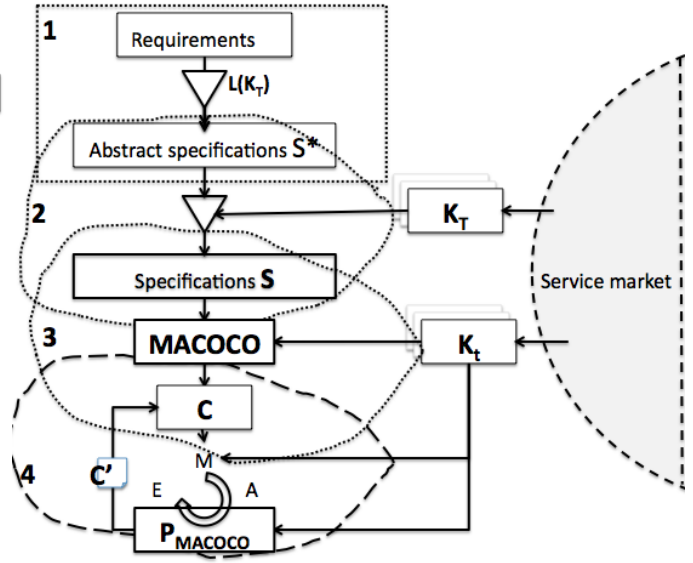 1
Requirements
L(K_T)
Abstract specifications S*
2
K_T
Specifications S
Service market
3
MACOCO
K_t
C
M
4
C'
E
A
P_MACOCO